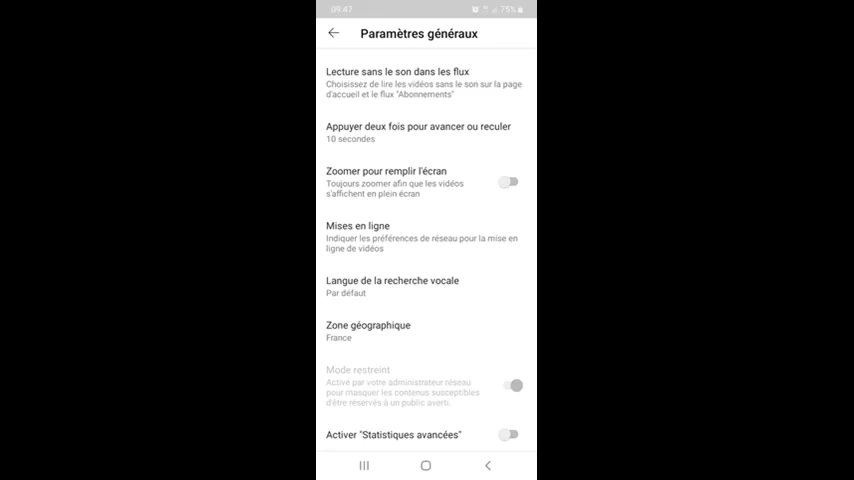 09:47
75%
Paramètres généraux
Lecture sans le son dans les flux
Choisissez de lire les vidéos sans le son sur la page
d'accueil et le flux "Abonnements"
Appuyer deux fois pour avancer ou reculer
10 secondes
Zoomer pour remplir l'écran
Toujours zoomer afin que les vidéos
s'affichent en plein écran
Mises en ligne
Indiquer les préférences de réseau pour la mise en
ligne de vidéos
Langue de la recherche vocale
Par défaut
Zone géographique
France
Mode restreint
Activé par votre administrateur réseau
pour masquer les contenus susceptibles
d'être réservés à un public averti.
Activer "Statistiques avancées"